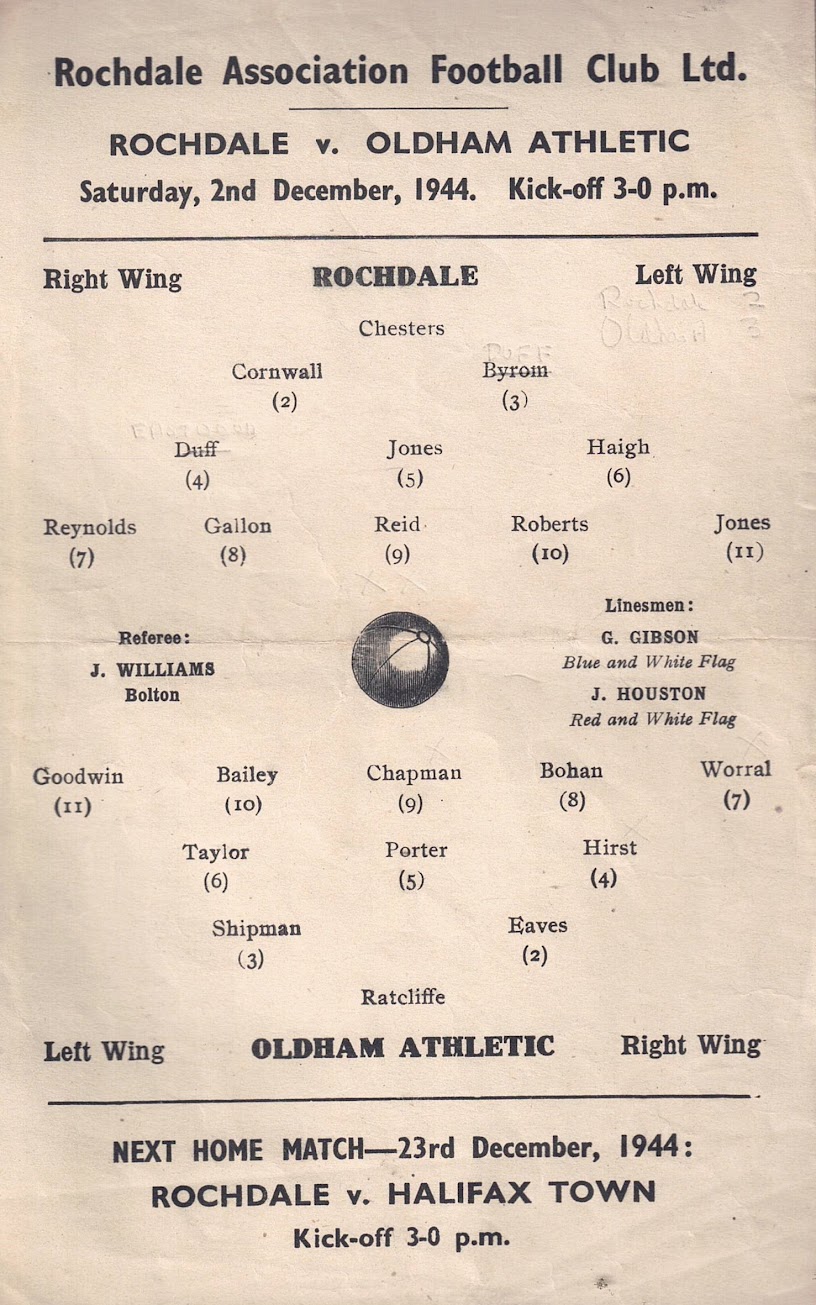 Rochdale Association Football Club Ltd.
ROCHDALE v. OLDHAM ATHLETIC
Saturday, 2nd December, 1944. Kick-off 3-0 p.m.
Right Wing ROCHDALE Left Wing
Rochdale 2
Oldham 3
Chesters
DUFF
Cornwall Byrom
(2) (3)
Duff Jones Haigh
(4) (5) (6)
Reynolds Gallon Reid Roberts Jones
(7) (8) (9) (10) (11)
Linesmen:
Referee: G. GIBSON
Blue and White Flag
J. WILLIAMS
Bolton J. HOUSTON
Red and White Flag
Goodwin Bailey Chapman Bohan Worral
(11) (10) (9) (8) (7)
Taylor Porter Hirst
(6) (5) (4)
Shipman Eaves
(3) (2)
Ratcliffe
Left Wing OLDHAM ATHLETIC Right Wing
NEXT HOME MATCH—23rd December, 1944:
ROCHDALE v. HALIFAX TOWN
Kick-off 3-0 p.m.